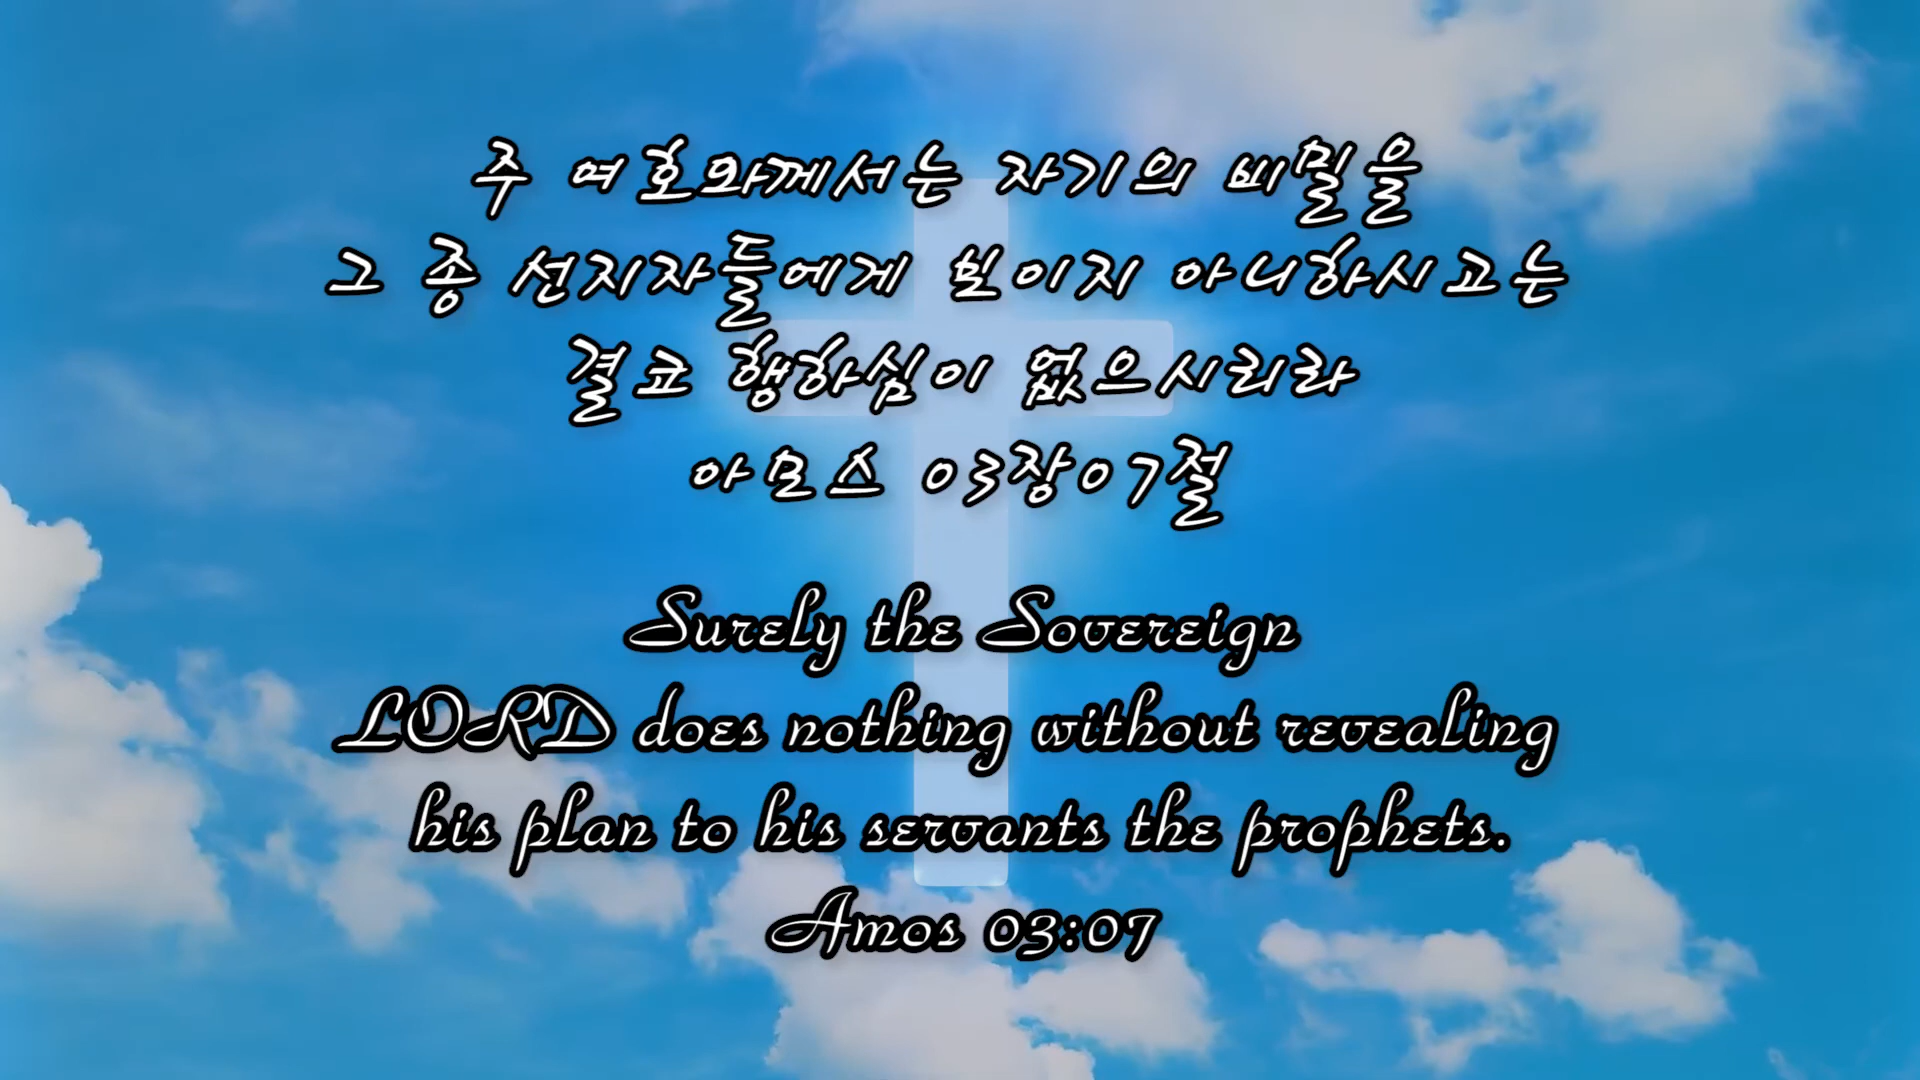 주 여호와께서는 자기의 비밀을
그 종 선지자들에게 보이지 아니하시고는
결코 행하심이 없으시리라
아모스 03장07절
Surely the Sovereign
LORD does nothing without revealing
his plan to his servants the prophets.
Amos 03:07